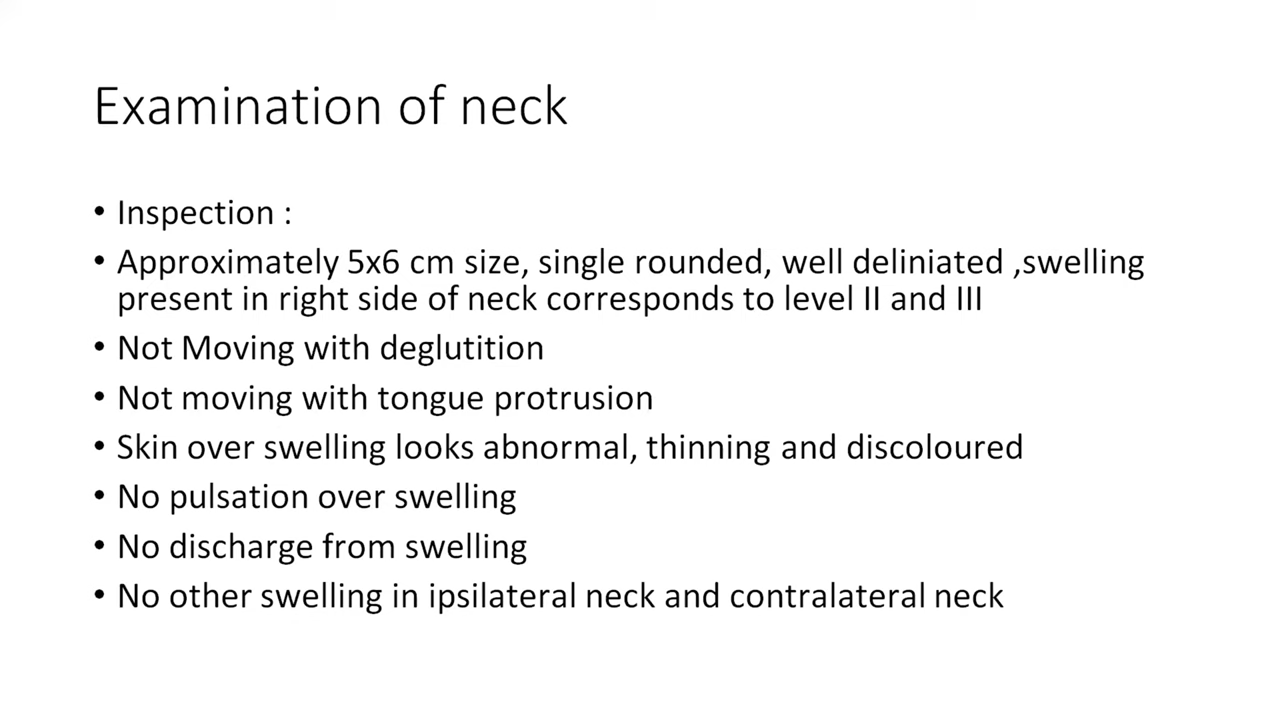 Examination of neck
• Inspection :
• Approximately 5x6 cm size, single rounded, well deliniated ,swelling
present in right side of neck corresponds to level II and III
• Not Moving with deglutition
• Not moving with tongue protrusion
• Skin over swelling looks abnormal, thinning and discoloured
• No pulsation over swelling
• No discharge from swelling
• No other swelling in ipsilateral neck and contralateral neck